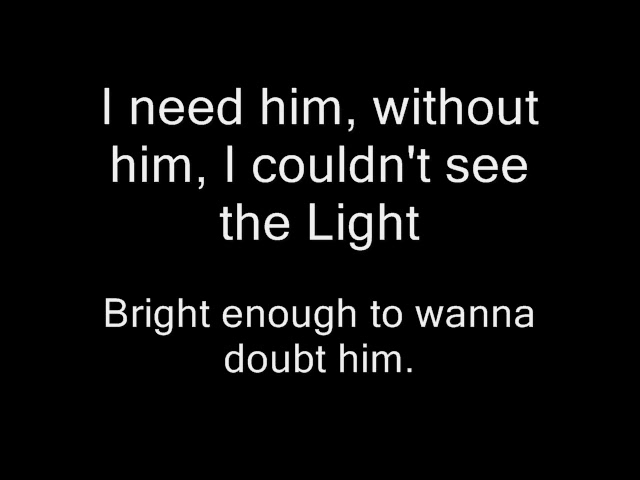 I need him, without
him, I couldn't see
the Light
Bright enough to wanna
doubt him.